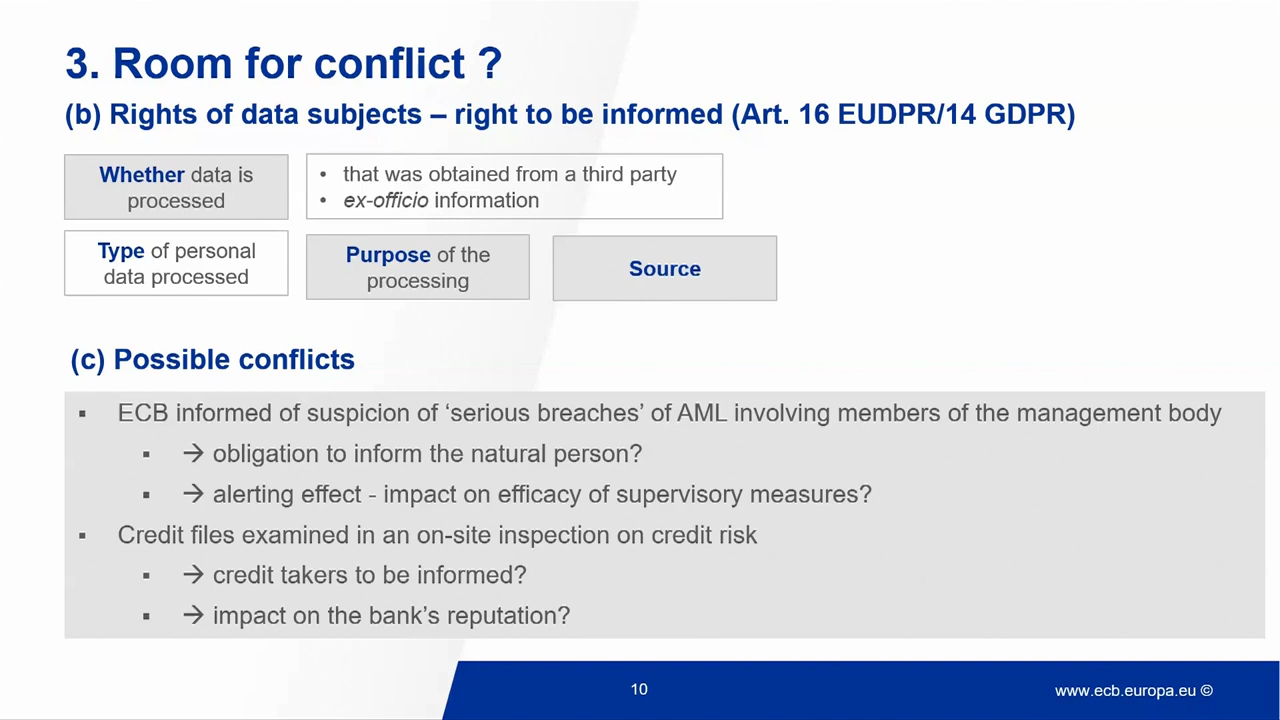 3. Room for conflict ?
(b) Rights of data subjects – right to be informed (Art. 16 EUDPR/14 GDPR)
Whether data is
processed
• that was obtained from a third party
• ex-officio information
Type of personal
data processed
Purpose of the
processing
Source
(c) Possible conflicts
▪ ECB informed of suspicion of ‘serious breaches’ of AML involving members of the management body
▪ → obligation to inform the natural person?
▪ → alerting effect - impact on efficacy of supervisory measures?
▪ Credit files examined in an on-site inspection on credit risk
▪ → credit takers to be informed?
▪ → impact on the bank’s reputation?
10
www.ecb.europa.eu ©